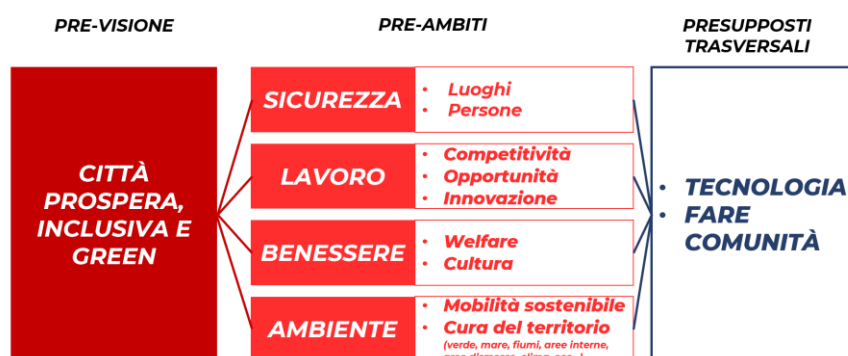 PRE-VISIONE
PRE-AMBITI
PRESUPPOSTI
TRASVERSALI
CITTÀ
PROSPERA,
INCLUSIVA E
GREEN
SICUREZZA
• Luoghi
• Persone
LAVORO
• Competitività
• Opportunità
• Innovazione
BENESSERE
• Welfare
• Cultura
AMBIENTE
• Mobilità sostenibile
• Cura del territorio
(verde, mare, fiumi, aree interne,
• TECNOLOGIA
• FARE
COMUNITÀ